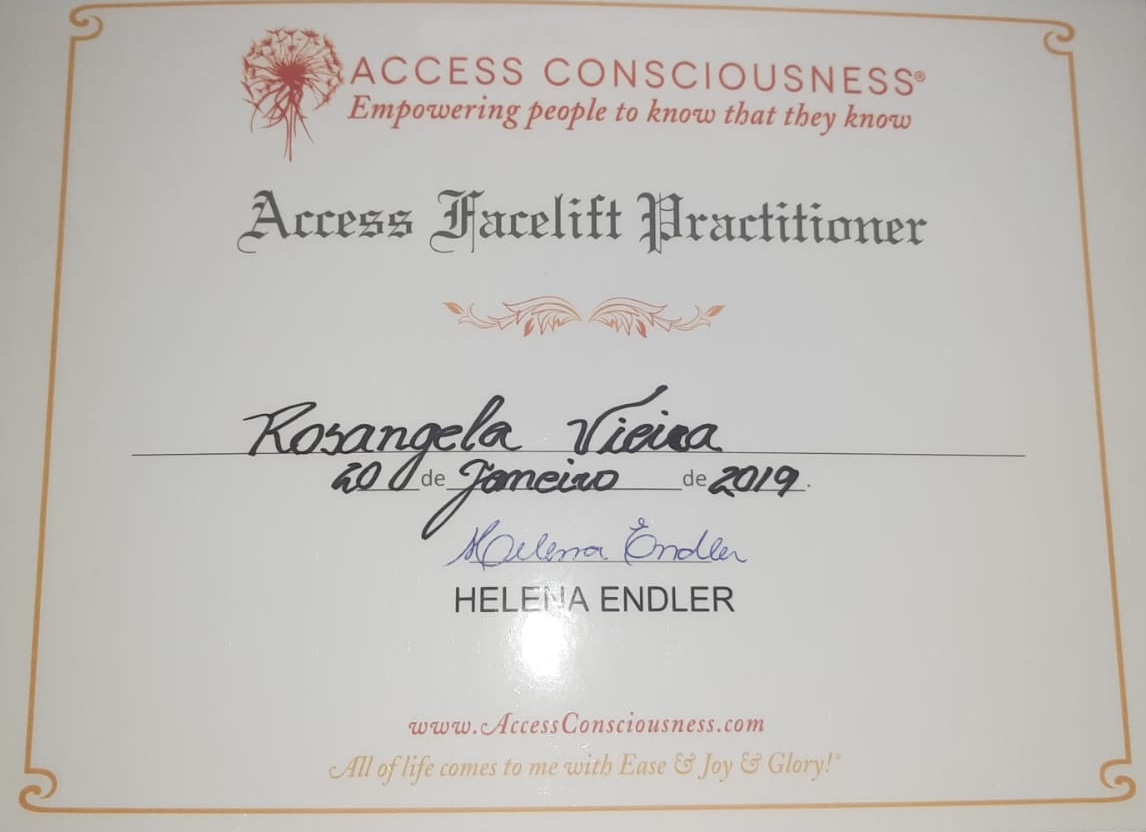 ACCESS CONSCIOUSNESS®
Empowering people to know that they know
Access Facelift Practitioner
Rosangela Vieira
20 de Janeiro de 2019.
Helena Endler
HELENA ENDLER
www.AccessConsciousness.com
All of life comes to me with Ease & Joy & Glory!®